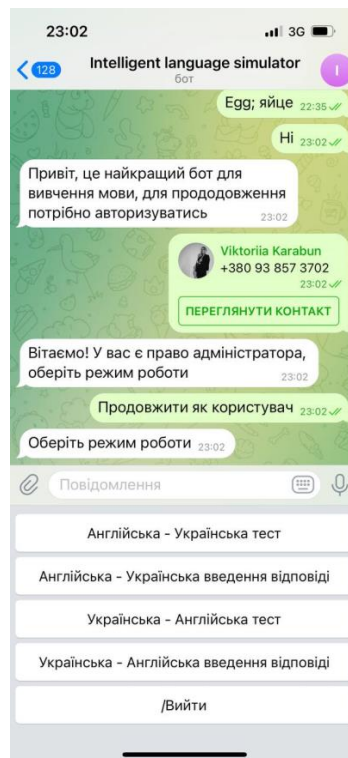 23:02
3G
128
Intelligent language simulator
бот
I
Egg; яйце 22:35
Ні 23:02
Привіт, це найкращий бот для
вивчення мови, для прододовження
потрібно авторизуватись 23:02
Viktoriia Karabun
+380 93 857 3702
23:02
ПЕРЕГЛЯНУТИ КОНТАКТ
Вітаємо! У вас є право адміністратора,
оберіть режим роботи 23:02
Продовжити як користувач 23:02
Оберіть режим роботи 23:02
Повідомлення
Англійська - Українська тест
Англійська - Українська введення відповіді
Українська - Англійська тест
Українська - Англійська введення відповіді
/Вийти